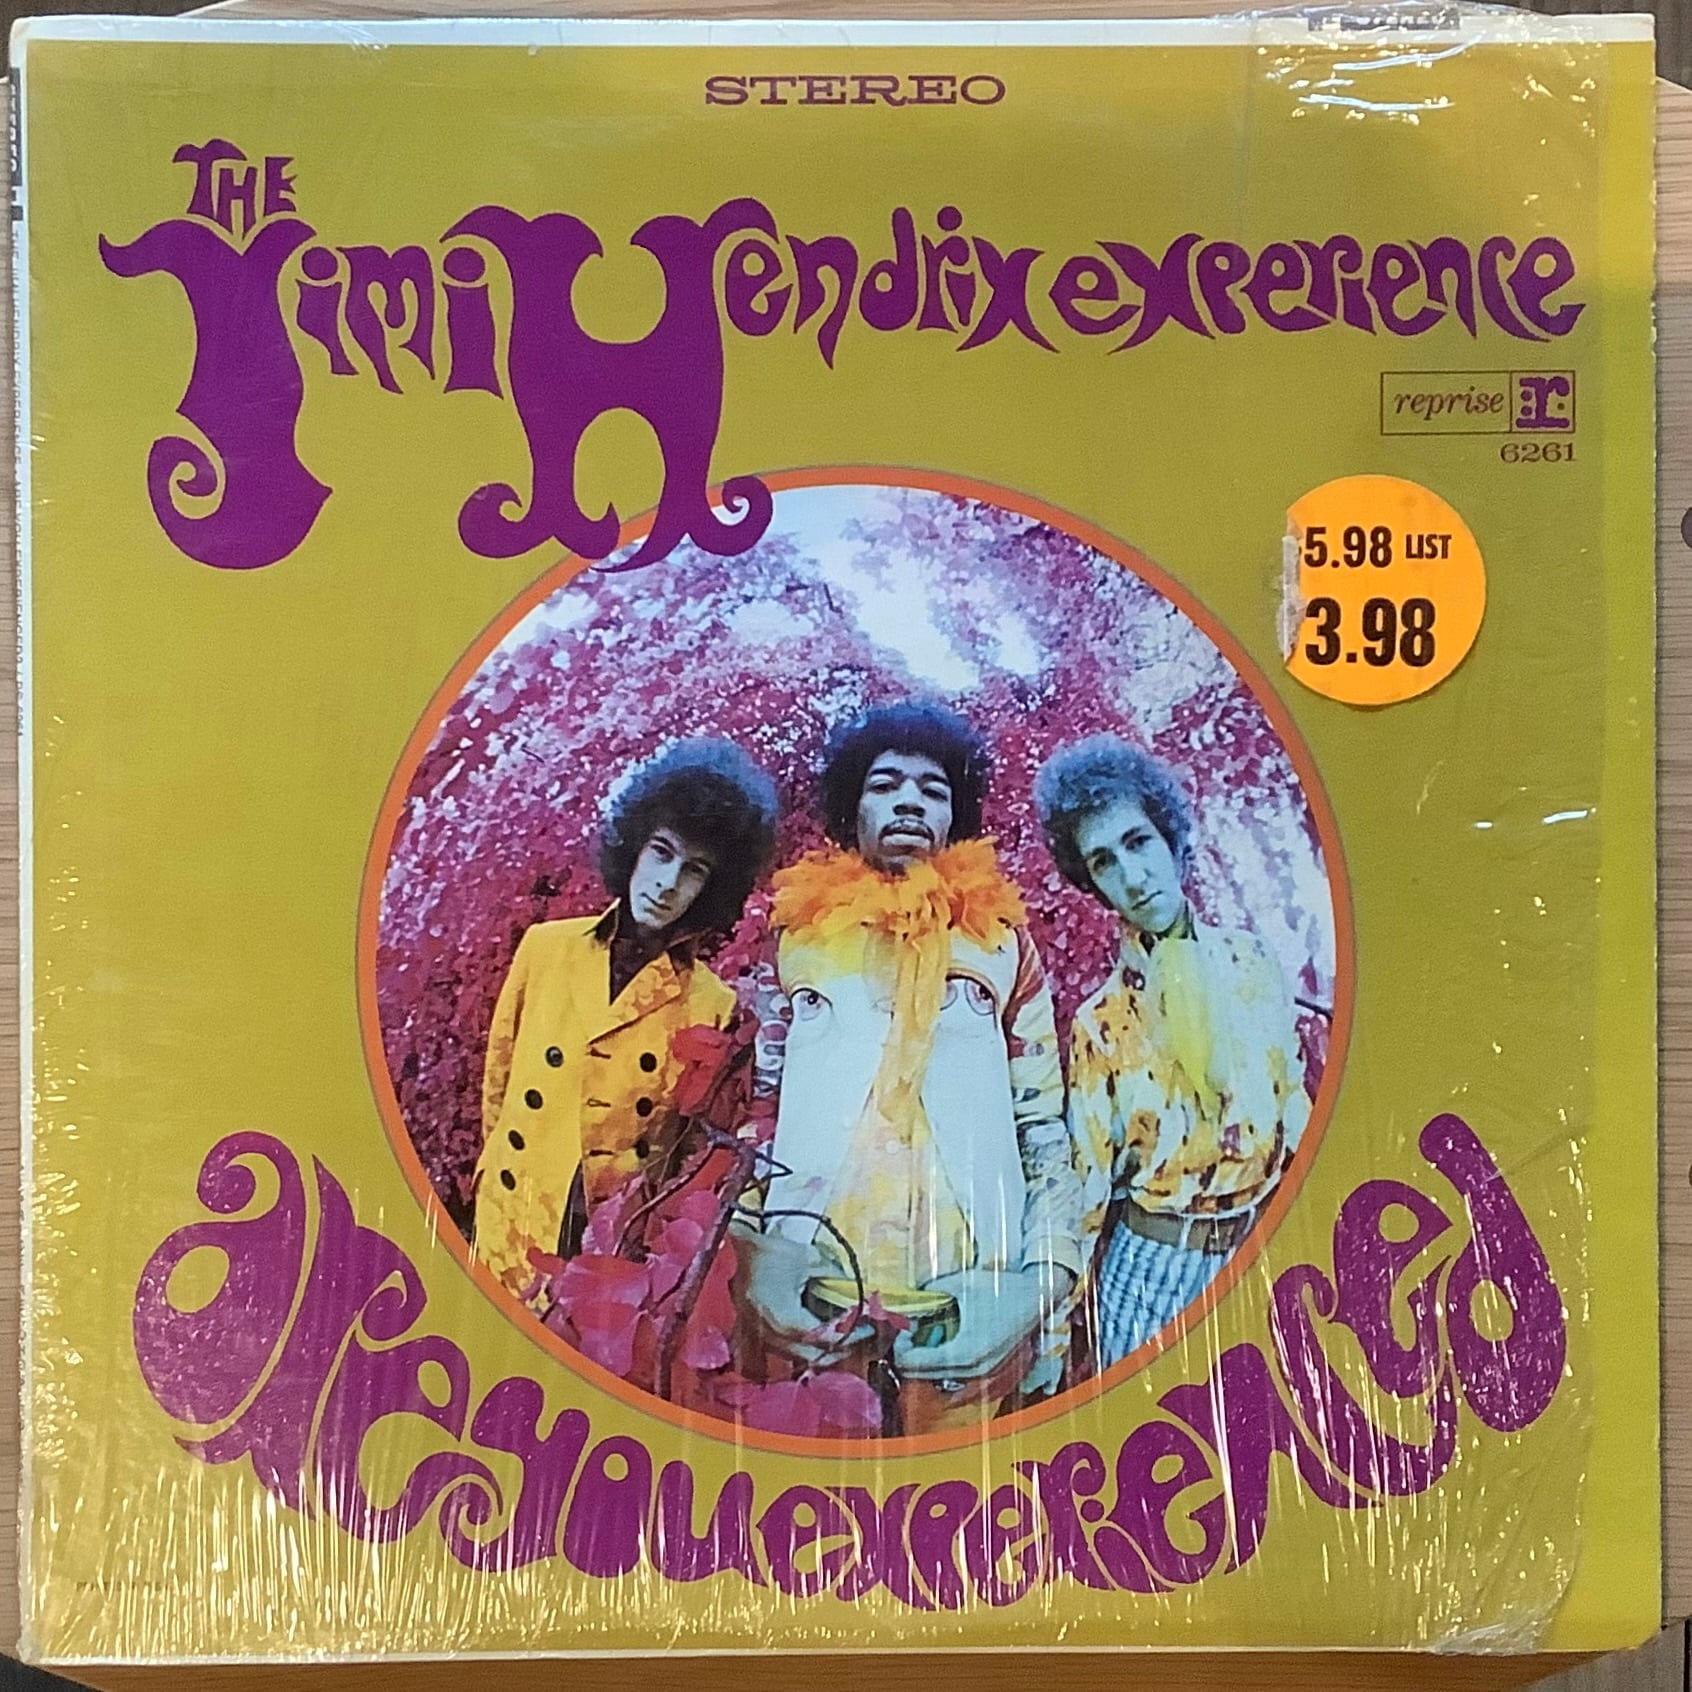 STEREO
THE
Jimi Hendrix experience
reprise r:
6261
5.98 LIST
3.98
are you experienced